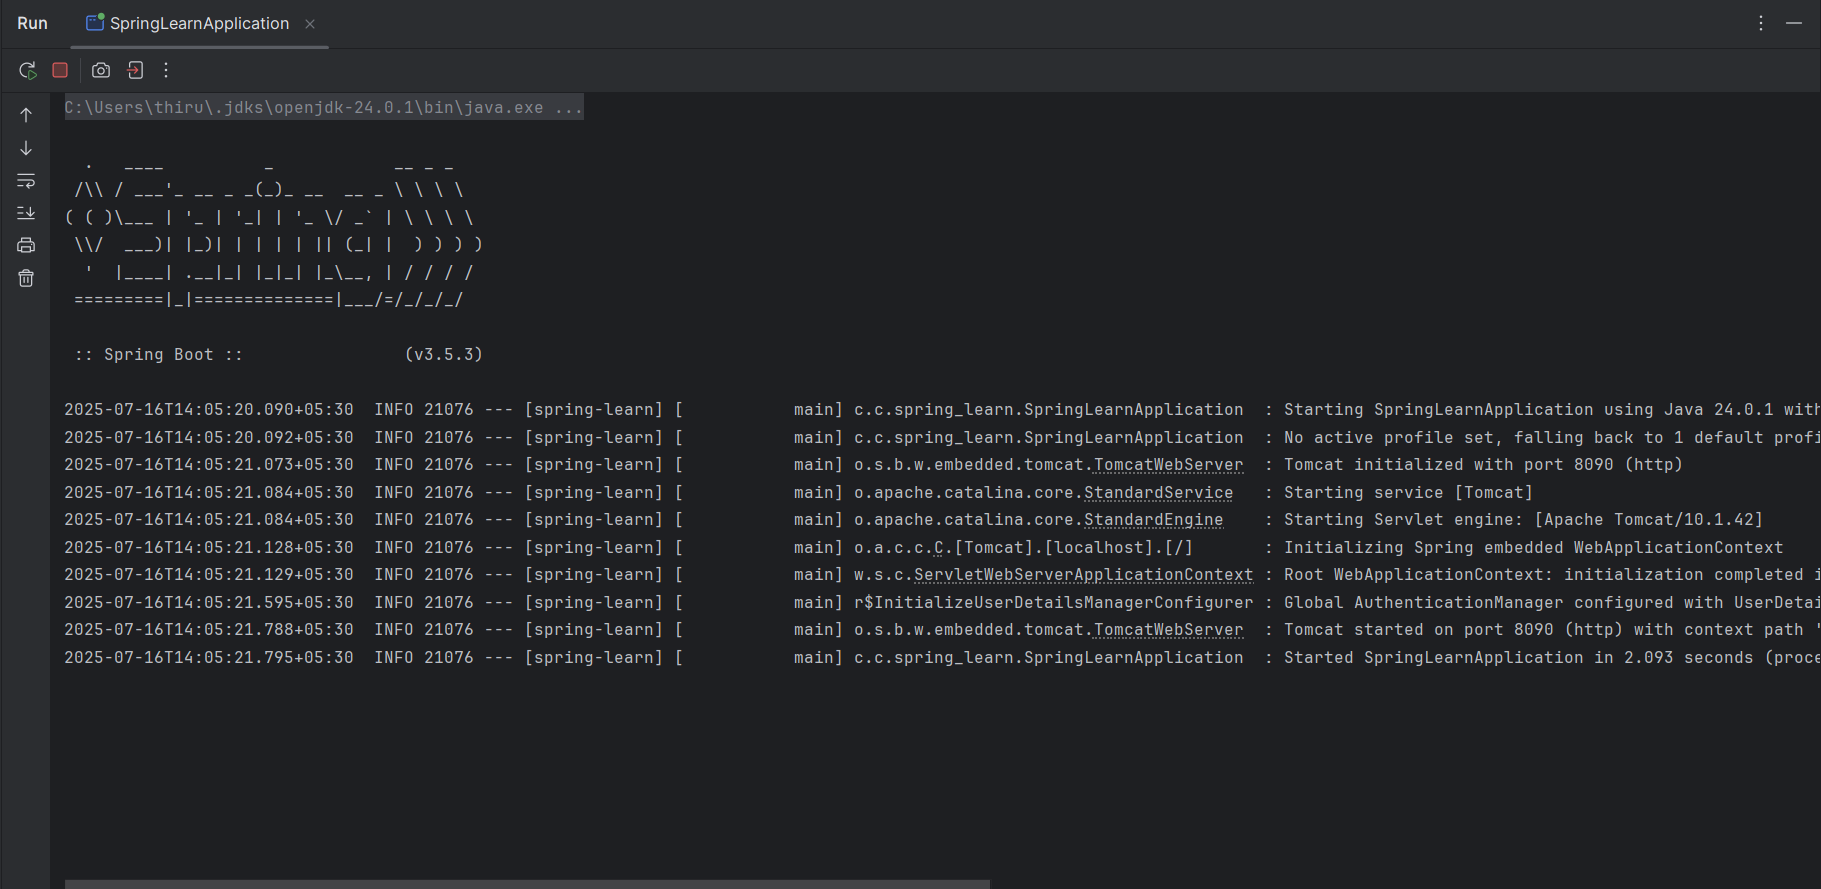 Run SpringLearnApplication
C:\Users\thiru\.jdks\openjdk-24.0.1\bin\java.exe ...
  .   ____          _            __ _ _
 /\\ / ___'_ __ _ _(_)_ __  __ _ \ \ \ \
( ( )\___ | '_ | '_| | '_ \/ _` | \ \ \ \
 \\/  ___)| |_)| | | | | || (_| |  ) ) ) )
  '  |____| .__|_| |_|_| |_\__, | / / / /
 =========|_|==============|___/=/_/_/_/
 :: Spring Boot ::                (v3.5.3)
2025-07-16T14:05:20.090+05:30  INFO 21076 --- [spring-learn] [           main] c.c.spring_learn.SpringLearnApplication  : Starting SpringLearnApplication using Java 24.0.1 with
2025-07-16T14:05:20.092+05:30  INFO 21076 --- [spring-learn] [           main] c.c.spring_learn.SpringLearnApplication  : No active profile set, falling back to 1 default profi
2025-07-16T14:05:21.073+05:30  INFO 21076 --- [spring-learn] [           main] o.s.b.w.embedded.tomcat.TomcatWebServer  : Tomcat initialized with port 8090 (http)
2025-07-16T14:05:21.084+05:30  INFO 21076 --- [spring-learn] [           main] o.apache.catalina.core.StandardService   : Starting service [Tomcat]
2025-07-16T14:05:21.084+05:30  INFO 21076 --- [spring-learn] [           main] o.apache.catalina.core.StandardEngine    : Starting Servlet engine: [Apache Tomcat/10.1.42]
2025-07-16T14:05:21.128+05:30  INFO 21076 --- [spring-learn] [           main] o.a.c.c.C.[Tomcat].[localhost].[/]       : Initializing Spring embedded WebApplicationContext
2025-07-16T14:05:21.129+05:30  INFO 21076 --- [spring-learn] [           main] w.s.c.ServletWebServerApplicationContext : Root WebApplicationContext: initialization completed i
2025-07-16T14:05:21.595+05:30  INFO 21076 --- [spring-learn] [           main] r$InitializeUserDetailsManagerConfigurer : Global AuthenticationManager configured with UserDetai
2025-07-16T14:05:21.788+05:30  INFO 21076 --- [spring-learn] [           main] o.s.b.w.embedded.tomcat.TomcatWebServer  : Tomcat started on port 8090 (http) with context path '
2025-07-16T14:05:21.795+05:30  INFO 21076 --- [spring-learn] [           main] c.c.spring_learn.SpringLearnApplication  : Started SpringLearnApplication in 2.093 seconds (proce